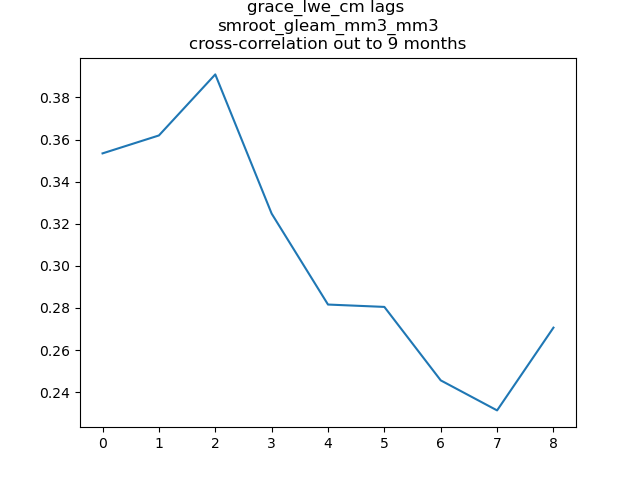 grace_lwe_cm lags
smroot_gleam_mm3_mm3
cross-correlation out to 9 months
0.38
0.36
0.34
0.32
0.30
0.28
0.26
0.24
0 1 2 3 4 5 6 7 8